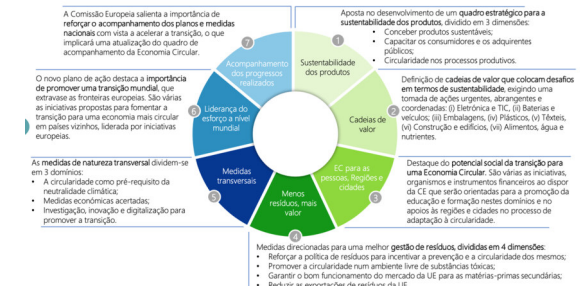 A Comissão Europeia salienta a importância de
reforçar o acompanhamento dos planos e medidas
nacionais com vista a acelerar a transição, o que
implicará uma atualização do quadro de
acompanhamento da Economia Circular.
Aposta no desenvolvimento de um quadro estratégico para a
sustentabilidade dos produtos, dividido em 3 dimensões:
• Conceber produtos sustentáveis;
• Capacitar os consumidores e os adquirentes
públicos;
• Circularidade nos processos produtivos.
7
Acompanhamento
dos progressos
realizados
1
Sustentabilidade
dos produtos
O novo plano de ação destaca a importância
de promover uma transição mundial, que
extravase as fronteiras europeias. São várias
as iniciativas propostas para fomentar a
transição para uma economia mais circular
em países vizinhos, liderada por iniciativas
europeias.
6
Liderança do
esforço a nível
mundial
Cadeias de
valor
2
Definição de cadeias de valor que colocam desafios
em termos de sustentabilidade, exigindo uma
tomada de ações urgentes, abrangentes e
coordenadas: (i) Eletrónica e TIC, (ii) Baterias e
veículos; (iii) Embalagens, (iv) Plásticos, (v) Têxteis,
(vi) Construção e edifícios, (vii) Alimentos, água e
nutrientes.
As medidas de natureza transversal dividem-se
em 3 domínios:
• A circularidade como pré-requisito da
neutralidade climática;
• Medidas económicas acertadas;
• Investigação, inovação e digitalização para
promover a transição.
Medidas
transversais
5
Menos
resíduos, mais
valor
4
EC para as
pessoas, Regiões e
cidades
3
Destaque do potencial social da transição para
uma Economia Circular. São várias as iniciativas,
organismos e instrumentos financeiros ao dispor
da CE que serão orientadas para a promoção da
educação e formação nestes domínios e no
apoios às regiões e cidades no processo de
adaptação à circularidade.
Medidas direcionadas para uma melhor gestão de resíduos, divididas em 4 dimensões:
• Reforçar a política de resíduos para incentivar a prevenção e a circularidade dos mesmos;
• Promover a circularidade num ambiente livre de substâncias tóxicas;
• Garantir o bom funcionamento do mercado da UE para as matérias-primas secundárias;
• Reduzir as exportações de resíduos da UE